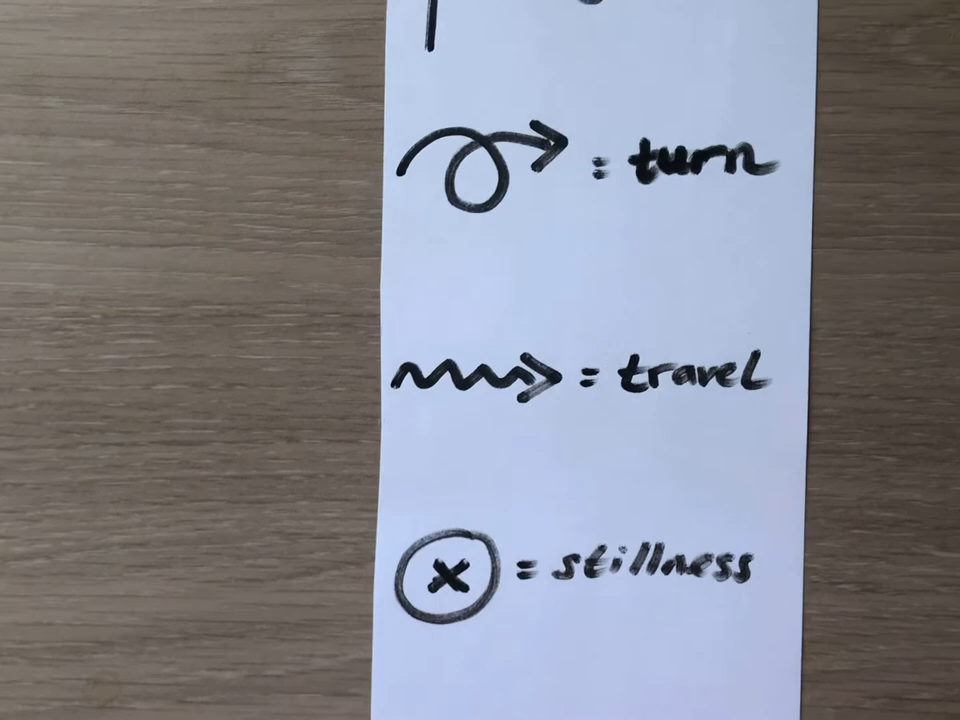 = turn
= travel
= stillness